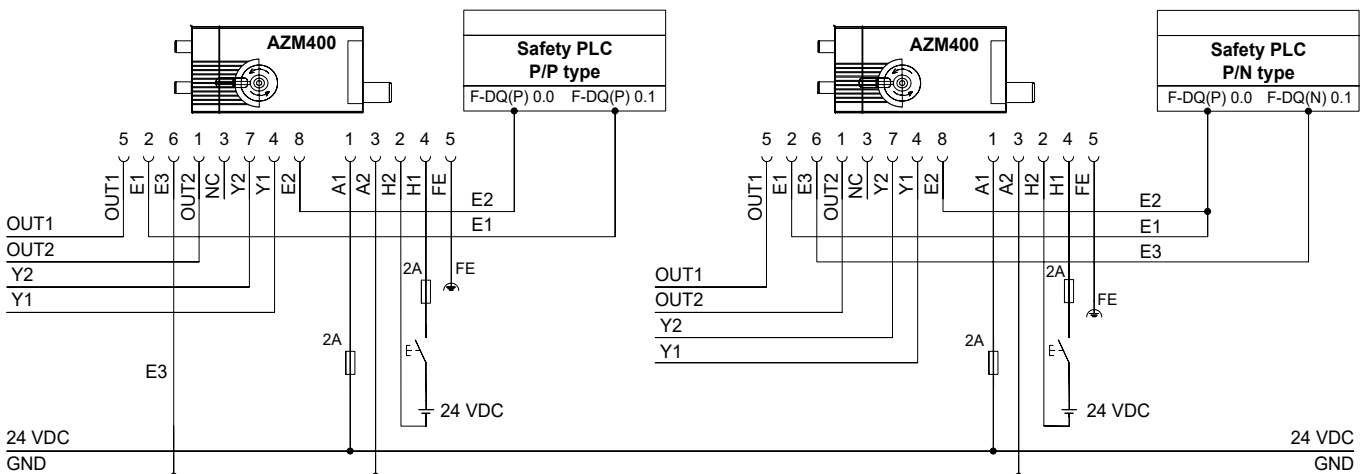 AZM400
Safety PLC
P/P type
F-DQ(P) 0.0 F-DQ(P) 0.1
5 2 6 1 3 7 4 8 1 3 2 4 5
OUT1 E1 E3 OUT2 NC Y2 Y1 E2 A1 A2 H2 H1 FE
E2
E1
OUT1
OUT2
Y2
Y1
2A
FE
2A
E3
24 VDC
AZM400
Safety PLC
P/N type
F-DQ(P) 0.0 F-DQ(N) 0.1
5 2 6 1 3 7 4 8 1 3 2 4 5
OUT1 E1 E3 OUT2 NC Y2 Y1 E2 A1 A2 H2 H1 FE
E2
E1
E3
OUT1
OUT2
Y2
Y1
2A
FE
2A
24 VDC
24 VDC 24 VDC
GND GND